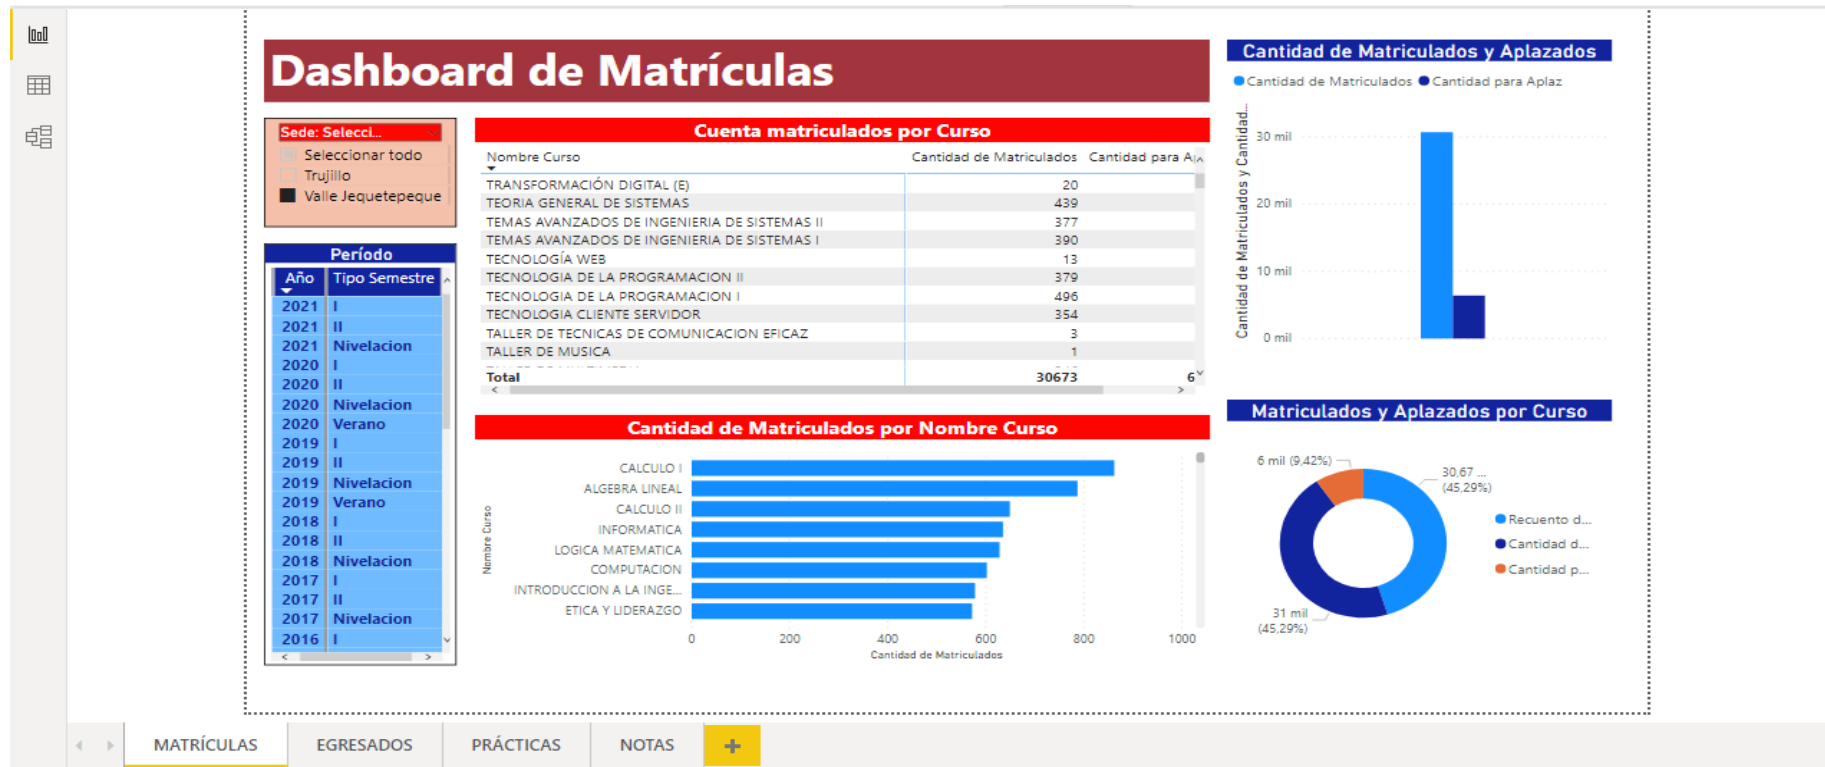 Dashboard de Matrículas
Sede: Selecci...
Seleccionar todo
Trujillo
Valle Jequetepeque
Período
Año Tipo Semestre
2021 I
2021 II
2021 Nivelacion
2020 I
2020 II
2020 Nivelacion
2020 Verano
2019 I
2019 II
2019 Nivelacion
2019 Verano
2018 I
2018 II
2018 Nivelacion
2017 I
2017 II
2017 Nivelacion
2016 I
Cuenta matriculados por Curso
Nombre Curso Cantidad de Matriculados Cantidad para A
TRANSFORMACIÓN DIGITAL (E) 20
TEORIA GENERAL DE SISTEMAS 439
TEMAS AVANZADOS DE INGENIERIA DE SISTEMAS II 377
TEMAS AVANZADOS DE INGENIERIA DE SISTEMAS I 390
TECNOLOGÍA WEB 13
TECNOLOGIA DE LA PROGRAMACION II 379
TECNOLOGIA DE LA PROGRAMACION I 496
TECNOLOGIA CLIENTE SERVIDOR 354
TALLER DE TECNICAS DE COMUNICACION EFICAZ 3
TALLER DE MUSICA 1
Total 30673 6
Cantidad de Matriculados por Nombre Curso
Nombre Curso
CALCULO I
ALGEBRA LINEAL
CALCULO II
INFORMATICA
LOGICA MATEMATICA
COMPUTACION
INTRODUCCION A LA INGE...
ETICA Y LIDERAZGO
0 200 400 600 800 1000
Cantidad de Matriculados
Cantidad de Matriculados y Aplazados
Cantidad de Matriculados Cantidad para Aplaz
Cantidad de Matriculados y Cantidad...
30 mil
20 mil
10 mil
0 mil
Matriculados y Aplazados por Curso
6 mil (9,42%)
30,67 ...
(45,29%)
31 mil
(45,29%)
Recuento d...
Cantidad d...
Cantidad p...
MATRÍCULAS EGRESADOS PRÁCTICAS NOTAS +